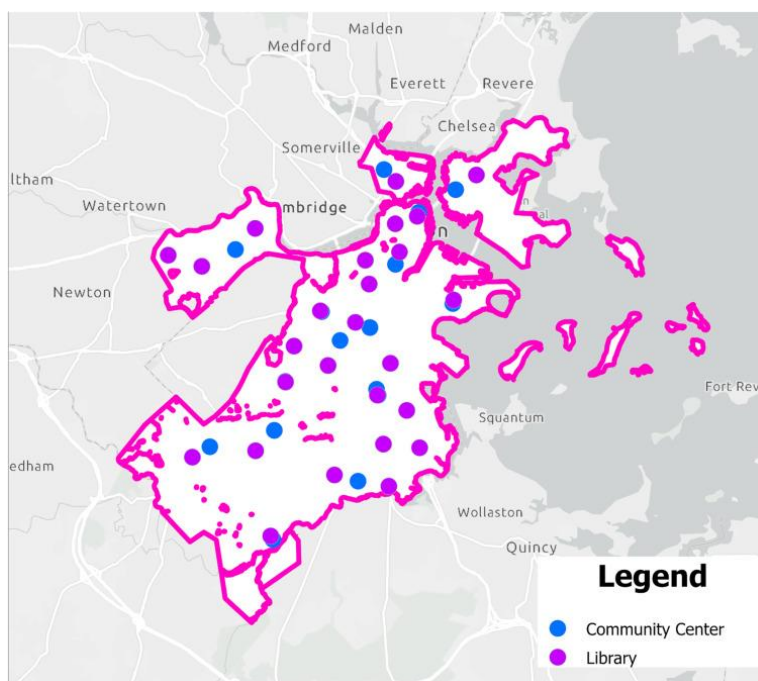 Malden
Medford
Everett
Revere
Chelsea
Somerville
ltham
Watertown
mbridge
n
n
al
Newton
Fort Rev
Squantum
edham
Wollaston
Quincy
Legend
Community Center
Library